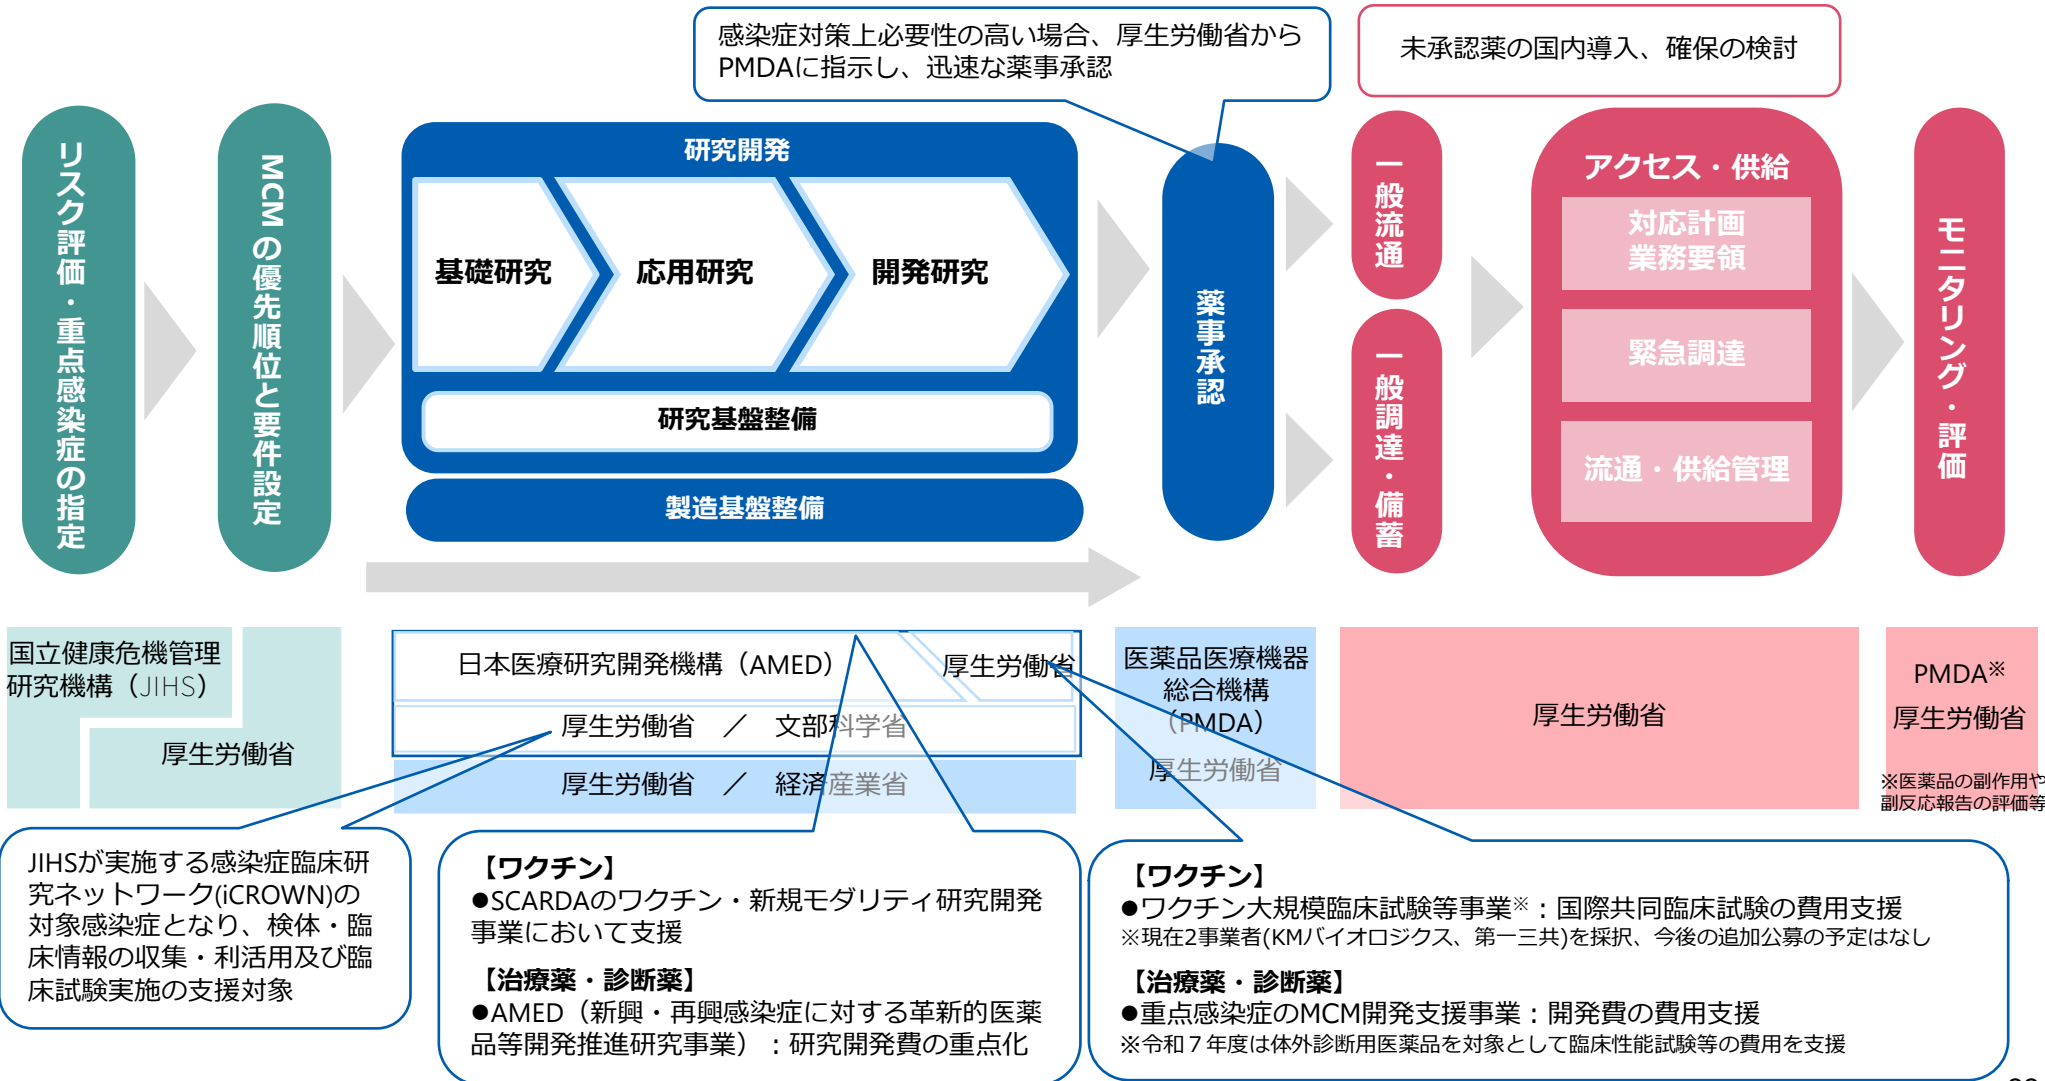 感染症対策上必要性の高い場合、厚生労働省から
PMDAに指示し、迅速な薬事承認
未承認薬の国内導入、確保の検討
リスク評価・重点感染症の指定
MCMの優先順位と要件設定
研究開発
基礎研究
応用研究
開発研究
研究基盤整備
製造基盤整備
薬事承認
一般流通
一般調達・備蓄
アクセス・供給
対応計画
業務要領
緊急調達
流通・供給管理
モニタリング・評価
国立健康危機管理
研究機構（JIHS）
厚生労働省
日本医療研究開発機構（AMED）
厚生労働省
厚生労働省　／　文部科学省
厚生労働省　／　経済産業省
医薬品医療機器
総合機構
（PMDA）
厚生労働省
厚生労働省
PMDA※
厚生労働省
※医薬品の副作用や
副反応報告の評価等
JIHSが実施する感染症臨床研
究ネットワーク(iCROWN)の
対象感染症となり、検体・臨
床情報の収集・利活用及び臨
床試験実施の支援対象
【ワクチン】
●SCARDAのワクチン・新規モダリティ研究開発
事業において支援
【治療薬・診断薬】
●AMED（新興・再興感染症に対する革新的医薬
品等開発推進研究事業）：研究開発費の重点化
【ワクチン】
●ワクチン大規模臨床試験等事業※：国際共同臨床試験の費用支援
※現在2事業者(KMバイオロジクス、第一三共)を採択、今後の追加公募の予定はなし
【治療薬・診断薬】
●重点感染症のMCM開発支援事業：開発費の費用支援
※令和７年度は体外診断用医薬品を対象として臨床性能試験等の費用を支援